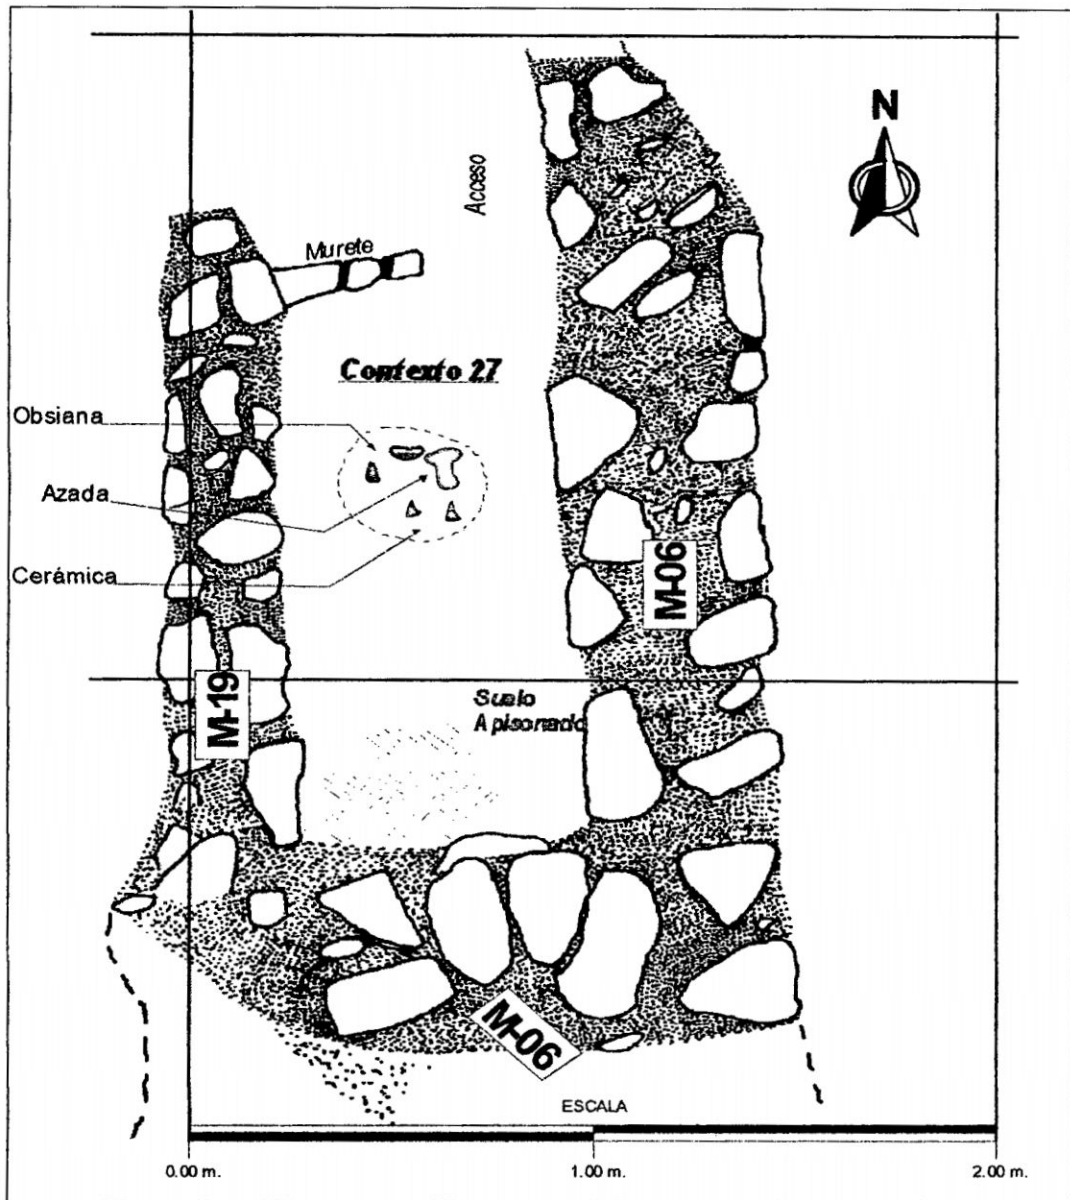 N
Acceso
Murete
Contexto 27
Obsiana
Azada
Cerámica
M-06
M-19
Suelo
Apisonado
M-06
ESCALA
0.00 m.
1.00 m.
2.00 m.